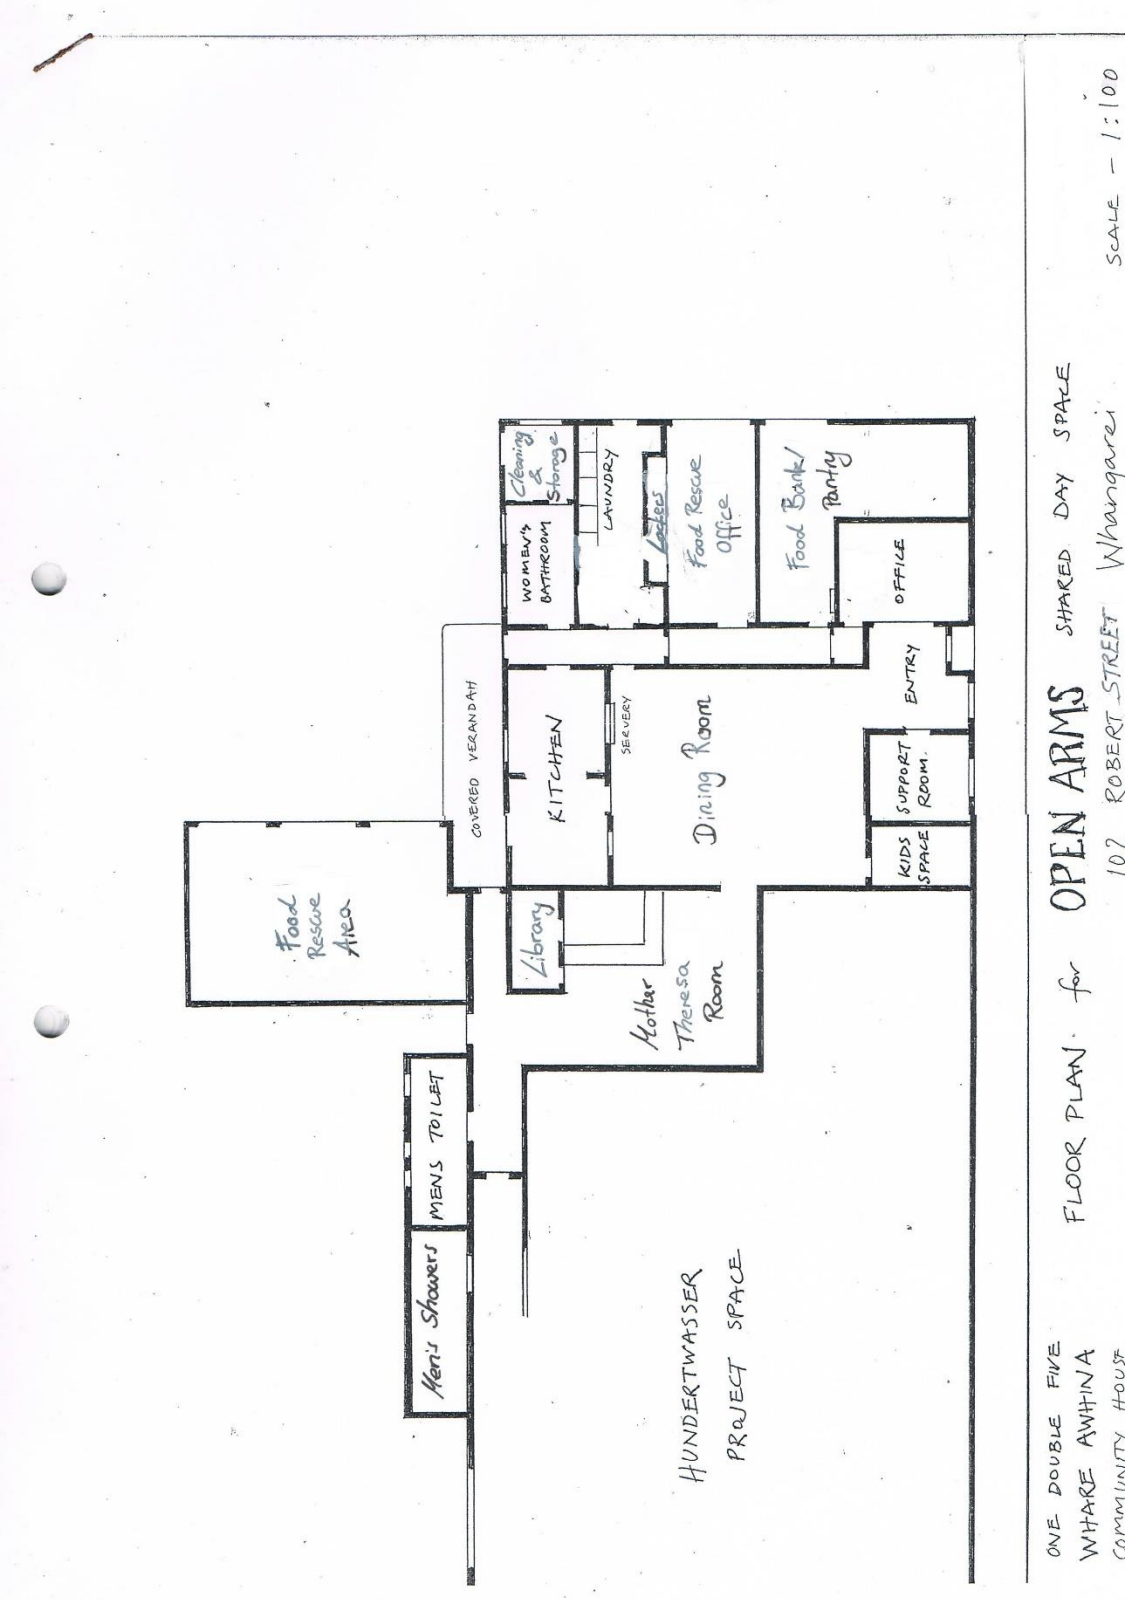 Food
Rescue
Area
Men's Showers
MENS TOILET
COVERED VERANDAH
Library
KITCHEN
WOMEN'S
BATHROOM
Cleaning
&
Storage
LAUNDRY
SERVERY
Lockers
Mothar
Theresa
Room
Dining Room
Food Rescue
Office
HUNDERTWASSER
PROJECT SPACE
Food Bank/
Pantry
KIDS
SPACE
SUPPORT
ROOM.
ENTRY
OFFICE
ONE DOUBLE FIVE
WHARE AWHINA
COMMUNITY HOUSE
FLOOR PLAN. for OPEN ARMS SHARED DAY SPACE
107 ROBERT STREET Whangarei SCALE - 1:100